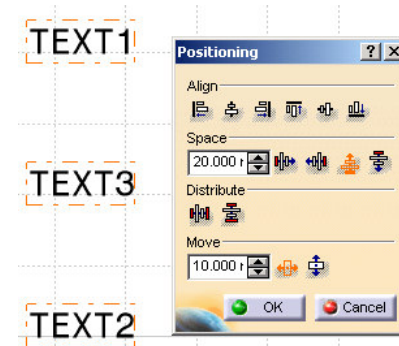 TEXT1
Positioning
Align
Space
20.000 r
TEXT3
Distribute
Move
10.000 r
OK
Cancel
TEXT2